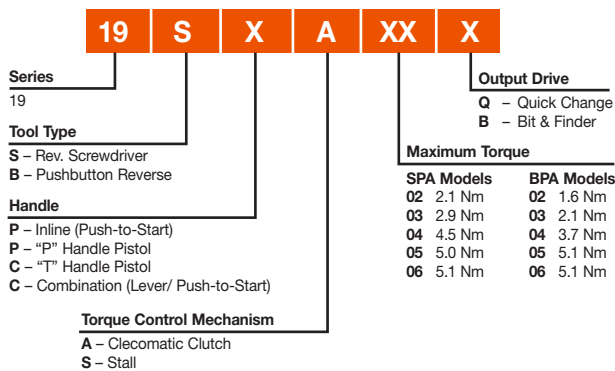 19 S X A XX X
Series
19
Tool Type
S – Rev. Screwdriver
B – Pushbutton Reverse
Handle
P – Inline (Push-to-Start)
P – “P” Handle Pistol
C – “T” Handle Pistol
C – Combination (Lever/ Push-to-Start)
Torque Control Mechanism
A – Clecomatic Clutch
S – Stall
Output Drive
Q – Quick Change
B – Bit & Finder
Maximum Torque
SPA Models BPA Models
02 2.1 Nm 02 1.6 Nm
03 2.9 Nm 03 2.1 Nm
04 4.5 Nm 04 3.7 Nm
05 5.0 Nm 05 5.1 Nm
06 5.1 Nm 06 5.1 Nm